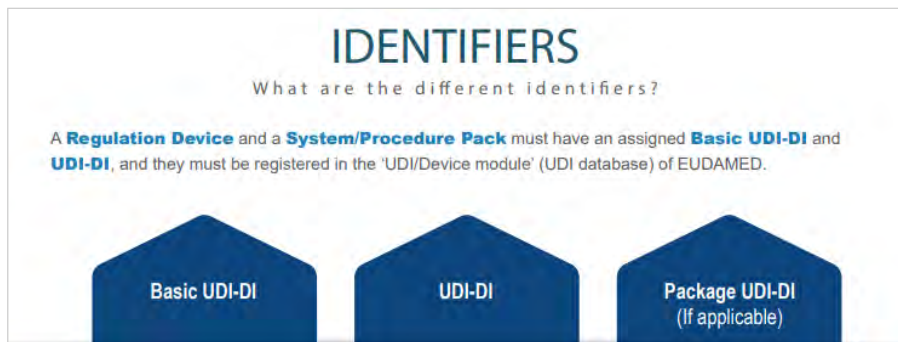 IDENTIFIERS
What are the different identifiers?
A Regulation Device and a System/Procedure Pack must have an assigned Basic UDI-DI and
UDI-DI, and they must be registered in the 'UDI/Device module' (UDI database) of EUDAMED.
Basic UDI-DI
UDI-DI
Package UDI-DI
(If applicable)